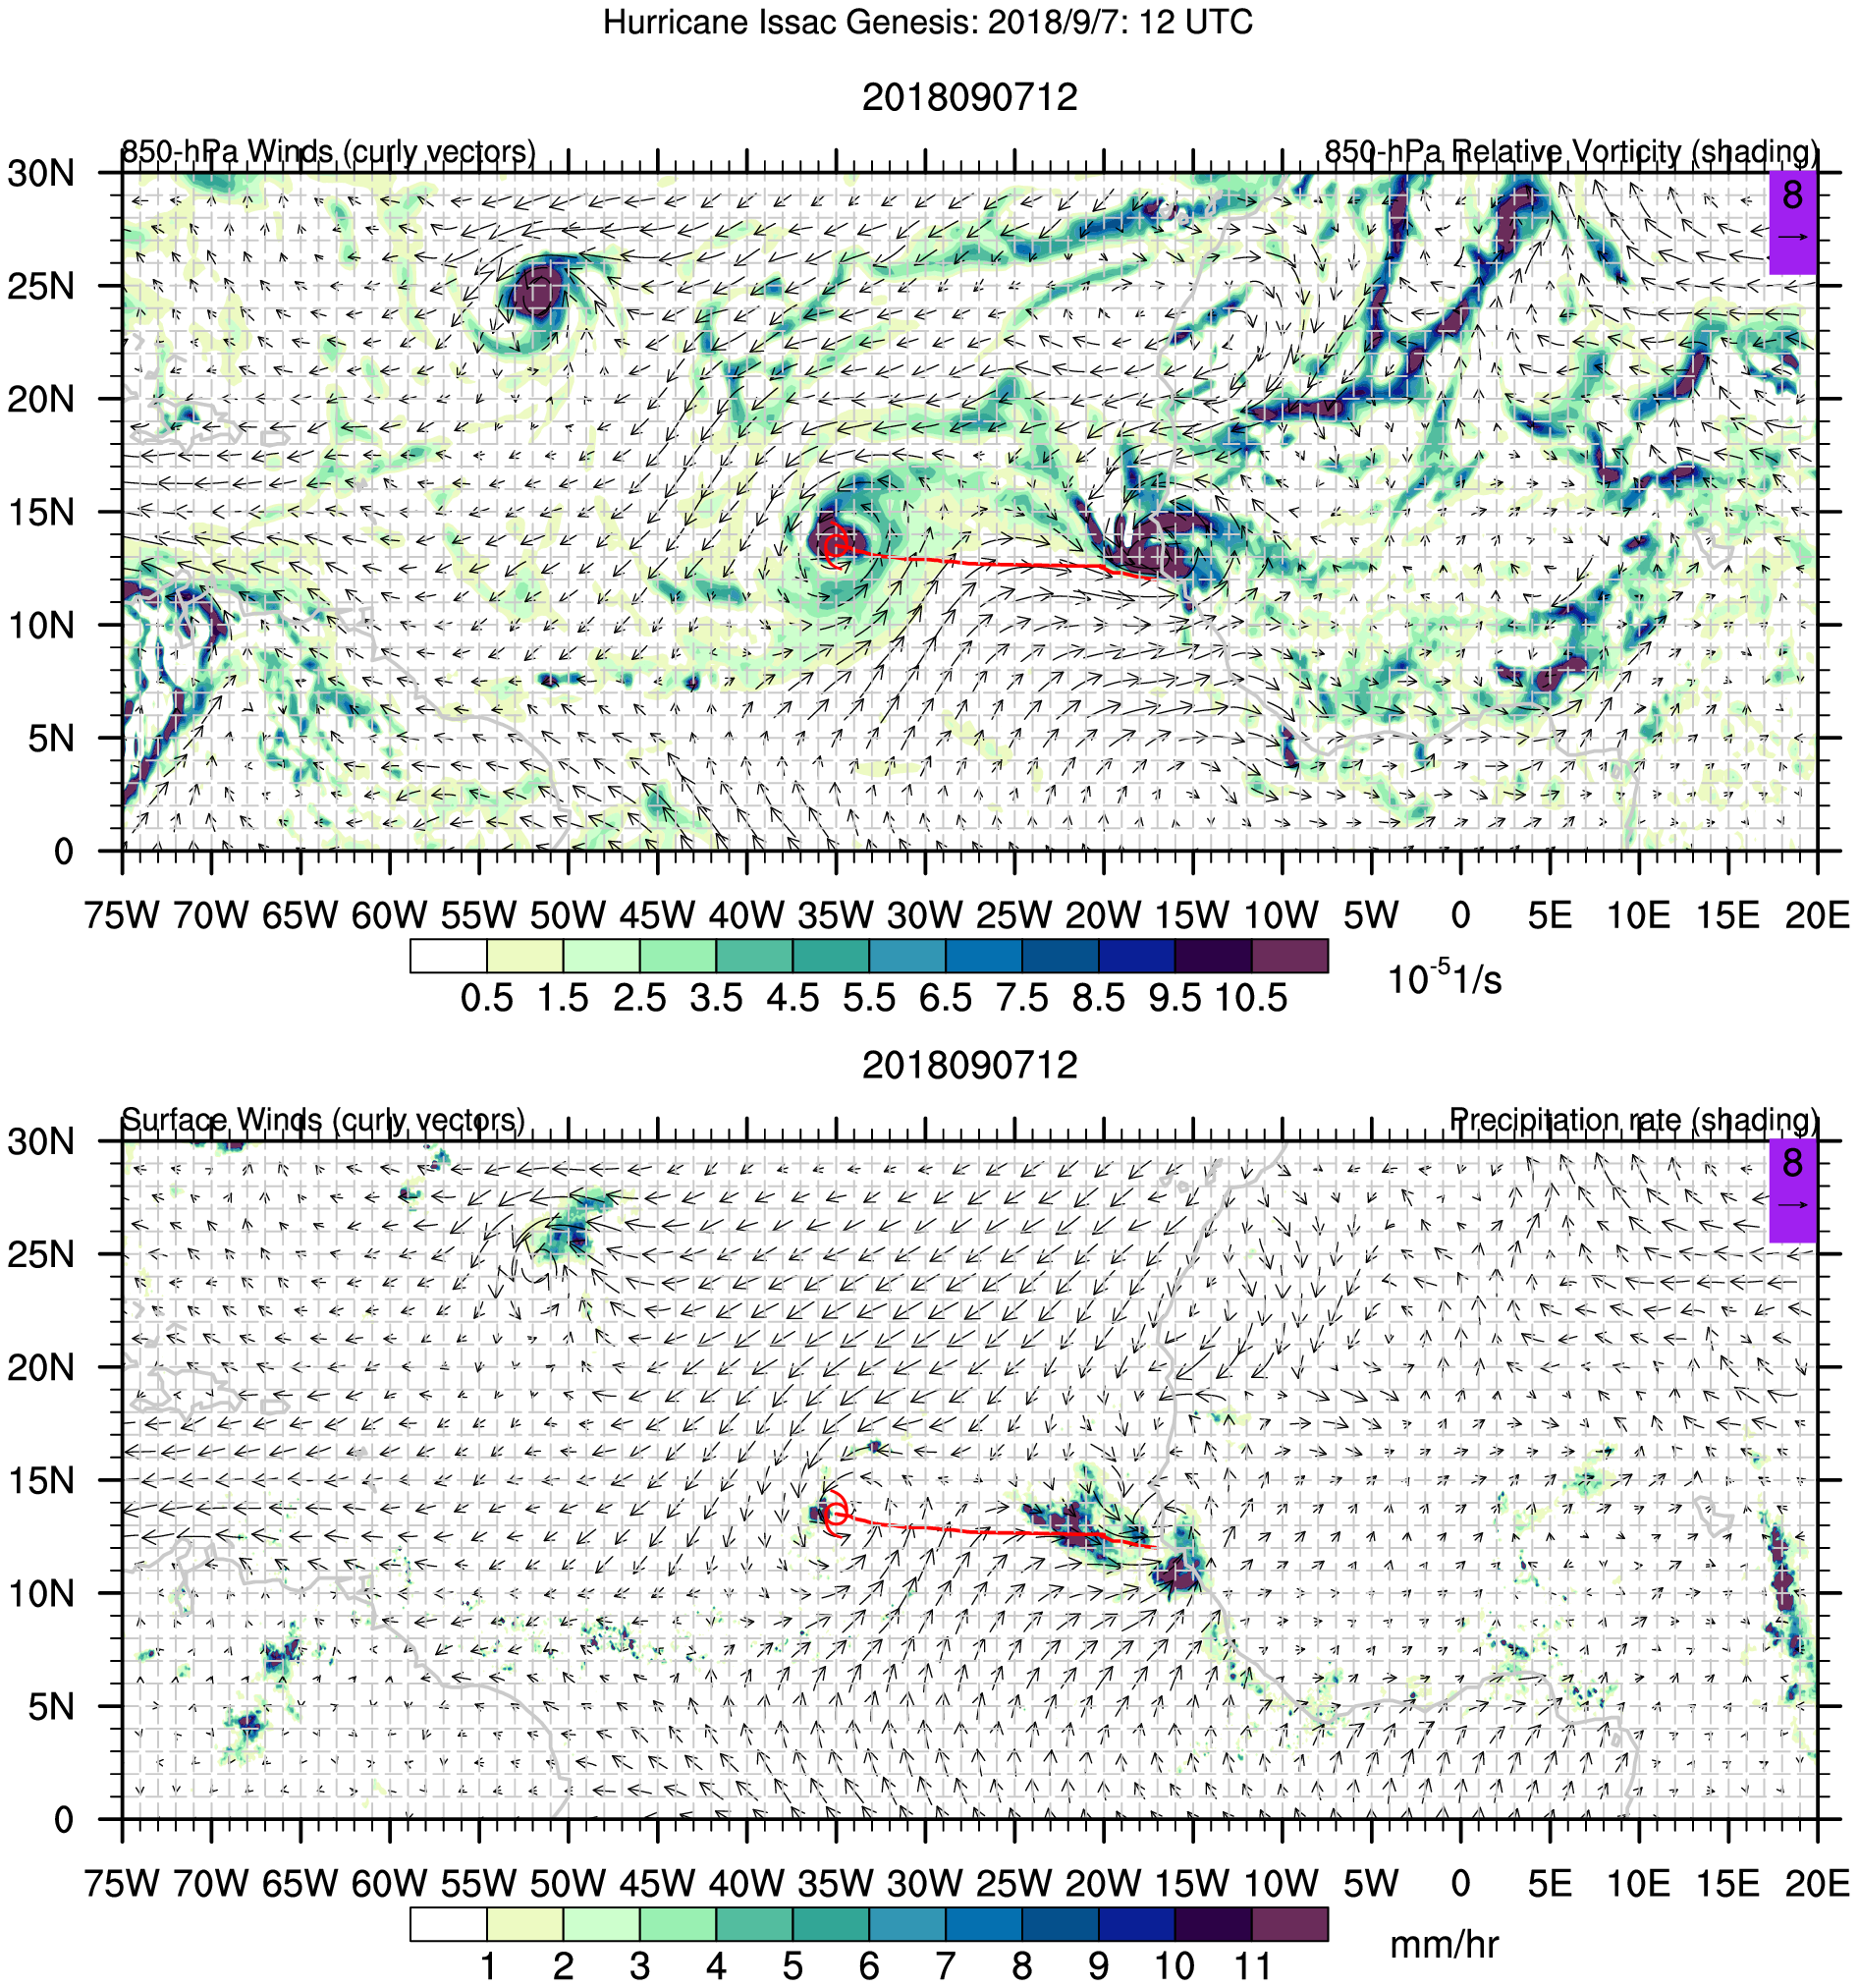 Hurricane Issac Genesis: 2018/9/7: 12 UTC
2018090712
850-hPa Winds (curly vectors)
850-hPa Relative Vorticity (shading)
30N
8
25N
20N
15N
10N
5N
0
75W 70W 65W 60W 55W 50W 45W 40W 35W 30W 25W 20W 15W 10W 5W 0 5E 10E 15E 20E
0.5 1.5 2.5 3.5 4.5 5.5 6.5 7.5 8.5 9.5 10.5
10⁻⁵1/s
2018090712
Surface Winds (curly vectors)
Precipitation rate (shading)
30N
8
25N
20N
15N
10N
5N
0
75W 70W 65W 60W 55W 50W 45W 40W 35W 30W 25W 20W 15W 10W 5W 0 5E 10E 15E 20E
1 2 3 4 5 6 7 8 9 10 11
mm/hr